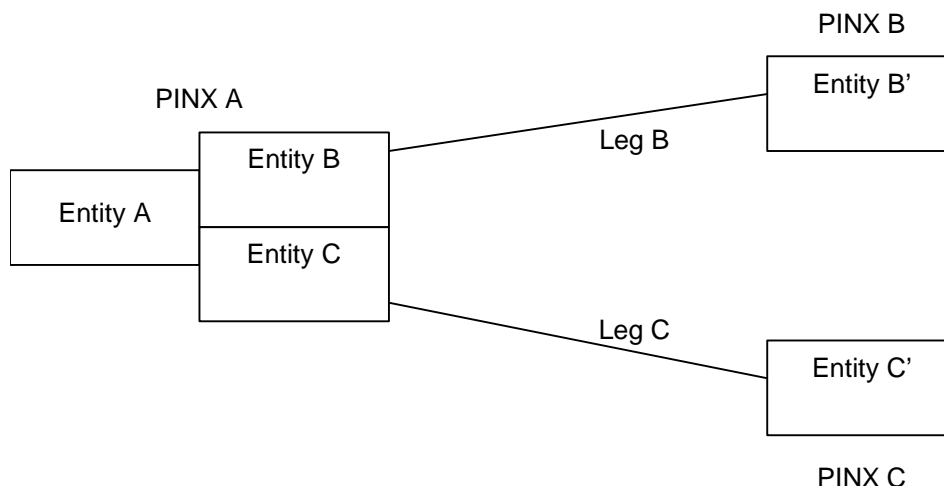 PINX B
Entity B’
PINX A
Entity B
Leg B
Entity A
Entity C
Leg C
Entity C’
PINX C